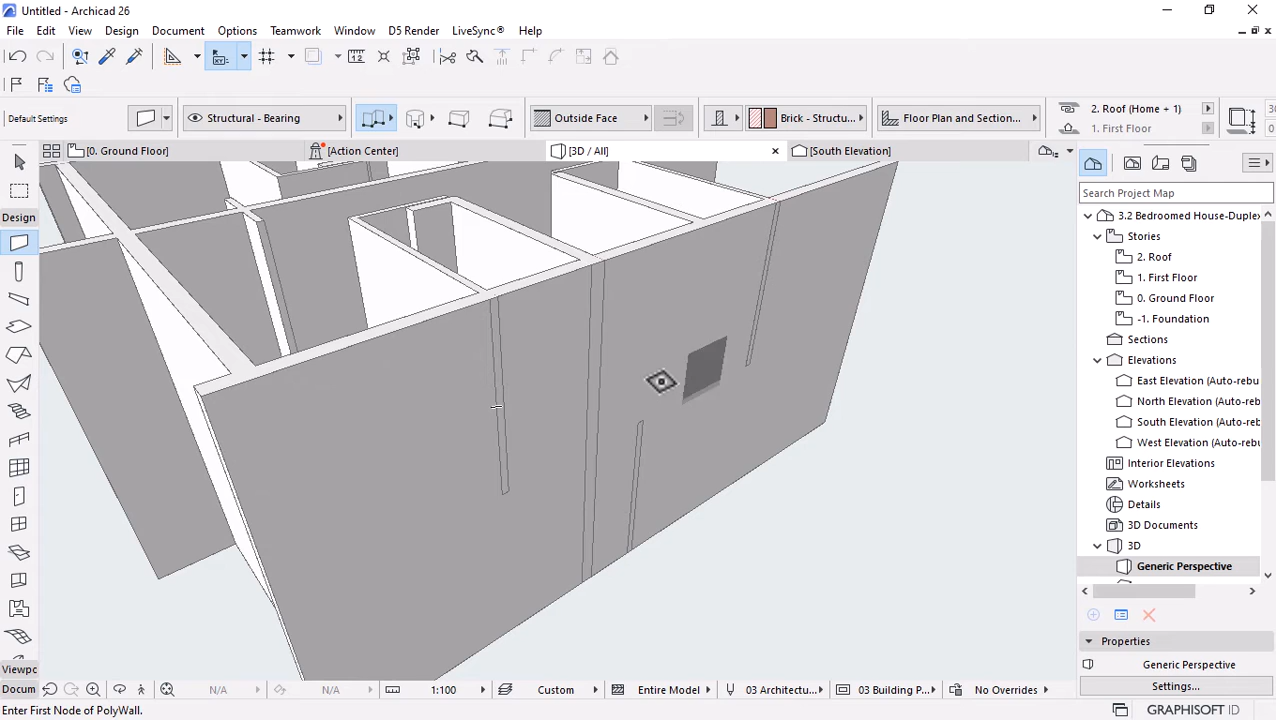 Untitled - Archicad 26
File Edit View Design Document Options Teamwork Window D5 Render LiveSync® Help
Default Settings
Structural - Bearing
Outside Face
Brick - Structu...
Floor Plan and Section...
2. Roof (Home + 1)
1. First Floor
[0. Ground Floor] [Action Center] [3D / All] [South Elevation]
Search Project Map
Design
3.2 Bedroomed House-Duplex
Stories
2. Roof
1. First Floor
0. Ground Floor
-1. Foundation
Sections
Elevations
East Elevation (Auto-rebu
North Elevation (Auto-rebu
South Elevation (Auto-rebu
West Elevation (Auto-rebu
Interior Elevations
Worksheets
Details
3D Documents
3D
Generic Perspective
Properties
Generic Perspective
Settings...
Viewpc
Docum
N/A N/A 1:100 Custom Entire Model 03 Architectu... 03 Building P... No Overrides
Enter First Node of PolyWall.
GRAPHISOFT ID